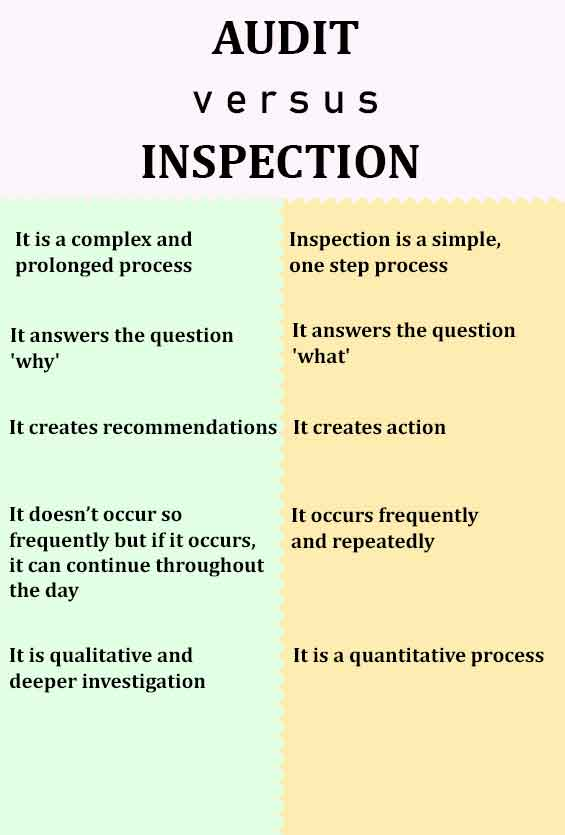 AUDIT
versus
INSPECTION
It is a complex and
prolonged process
Inspection is a simple,
one step process
It answers the question
'why'
It answers the question
'what'
It creates recommendations
It creates action
It doesn’t occur so
frequently but if it occurs,
it can continue throughout
the day
It occurs frequently
and repeatedly
It is qualitative and
deeper investigation
It is a quantitative process